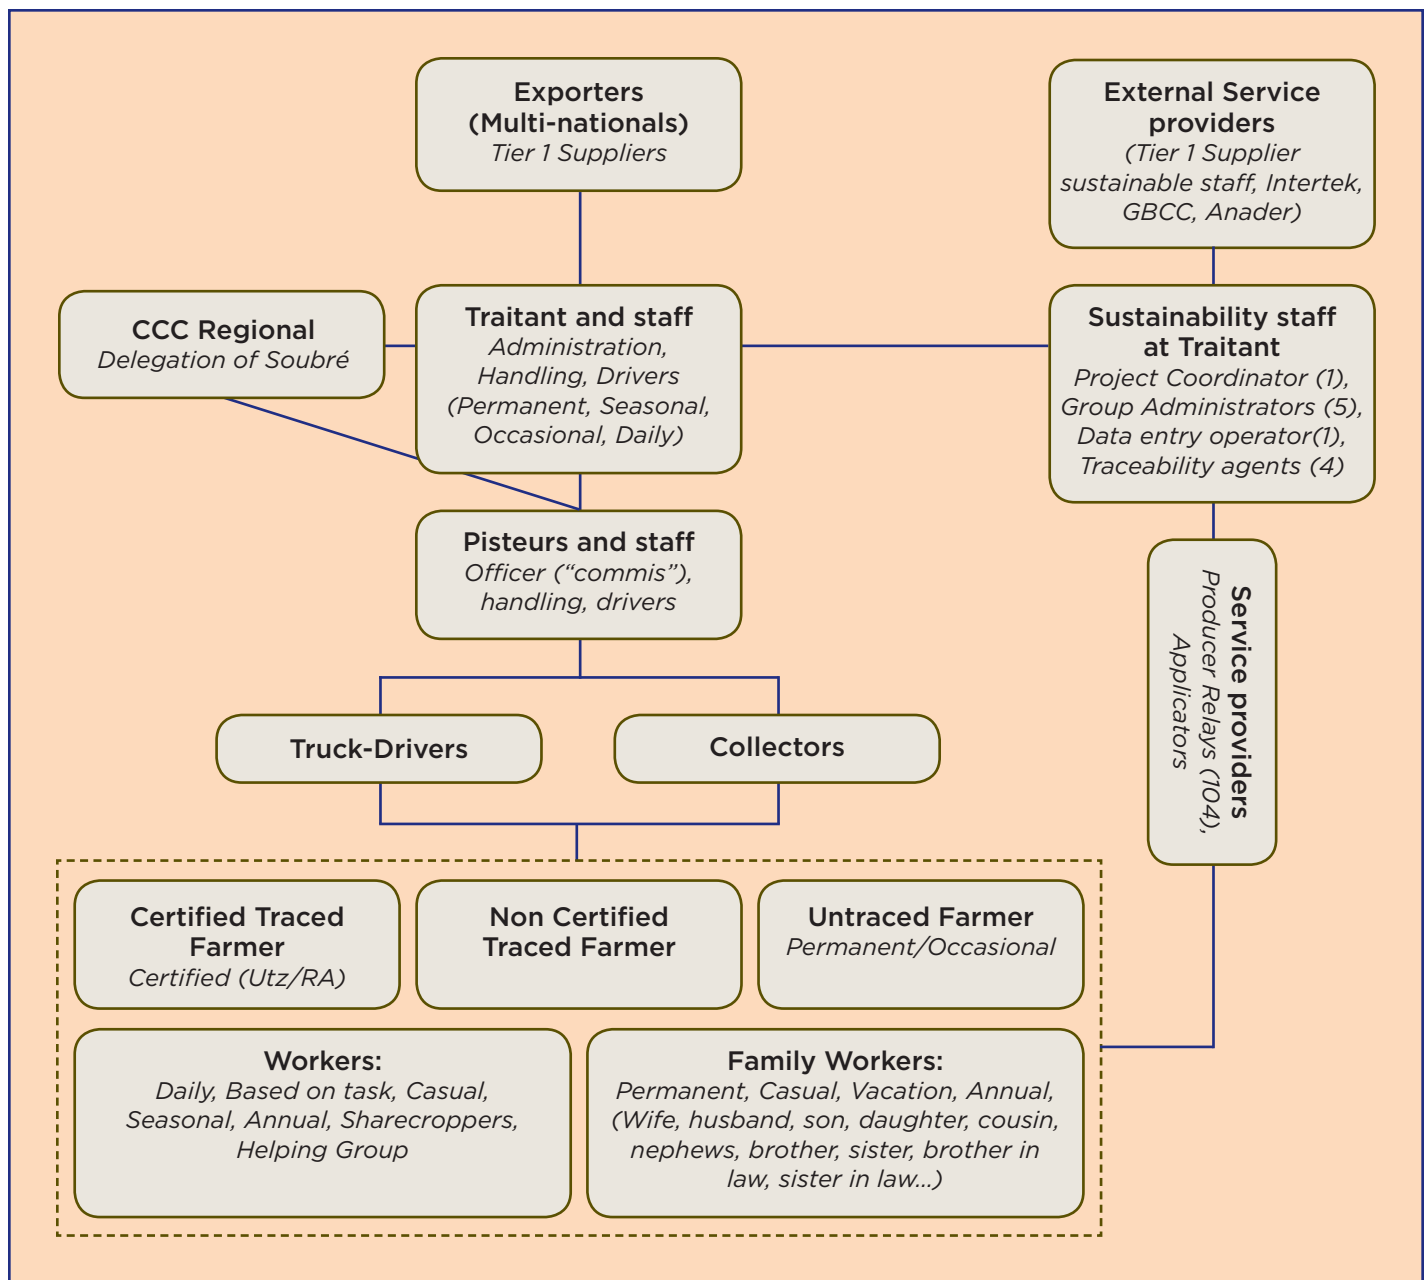 Exporters
(Multi-nationals)
Tier 1 Suppliers
External Service
providers
(Tier 1 Supplier
sustainable staff, Intertek,
GBCC, Anader)
CCC Regional
Delegation of Soubré
Traitant and staff
Administration,
Handling, Drivers
(Permanent, Seasonal,
Occasional, Daily)
Sustainability staff
at Traitant
Project Coordinator (1),
Group Administrators (5),
Data entry operator(1),
Traceability agents (4)
Pisteurs and staff
Officer (“commis”),
handling, drivers
Service providers
Producer Relays (104),
Applicators
Truck-Drivers
Collectors
Certified Traced
Farmer
Certified (Utz/RA)
Non Certified
Traced Farmer
Untraced Farmer
Permanent/Occasional
Workers:
Daily, Based on task, Casual,
Seasonal, Annual, Sharecroppers,
Helping Group
Family Workers:
Permanent, Casual, Vacation, Annual,
(Wife, husband, son, daughter, cousin,
nephews, brother, sister, brother in
law, sister in law...)